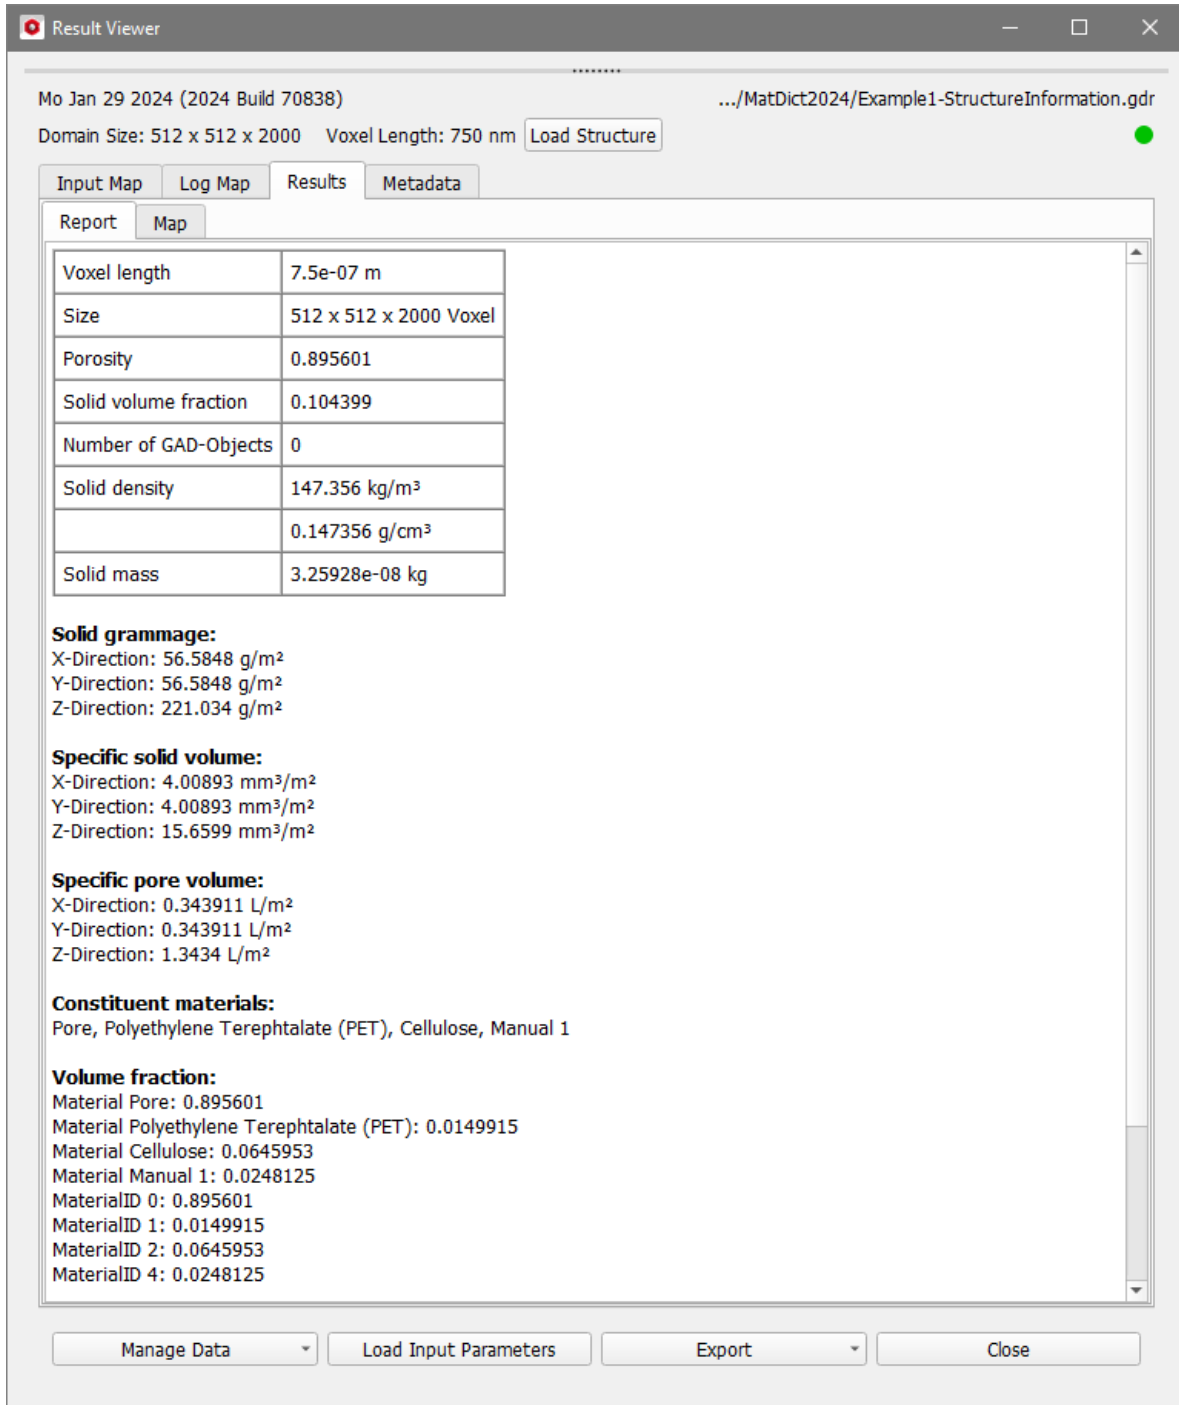 Result Viewer
Mo Jan 29 2024 (2024 Build 70838) .../MatDict2024/Example1-StructureInformation.gdr
Domain Size: 512 x 512 x 2000 Voxel Length: 750 nm Load Structure
Input Map Log Map Results Metadata
Report Map
Voxel length 7.5e-07 m
Size 512 x 512 x 2000 Voxel
Porosity 0.895601
Solid volume fraction 0.104399
Number of GAD-Objects 0
Solid density 147.356 kg/m³
0.147356 g/cm³
Solid mass 3.25928e-08 kg
Solid grammage:
X-Direction: 56.5848 g/m²
Y-Direction: 56.5848 g/m²
Z-Direction: 221.034 g/m²
Specific solid volume:
X-Direction: 4.00893 mm³/m²
Y-Direction: 4.00893 mm³/m²
Z-Direction: 15.6599 mm³/m²
Specific pore volume:
X-Direction: 0.343911 L/m²
Y-Direction: 0.343911 L/m²
Z-Direction: 1.3434 L/m²
Constituent materials:
Pore, Polyethylene Terephtalate (PET), Cellulose, Manual 1
Volume fraction:
Material Pore: 0.895601
Material Polyethylene Terephtalate (PET): 0.0149915
Material Cellulose: 0.0645953
Material Manual 1: 0.0248125
MaterialID 0: 0.895601
MaterialID 1: 0.0149915
MaterialID 2: 0.0645953
MaterialID 4: 0.0248125
Manage Data Load Input Parameters Export Close